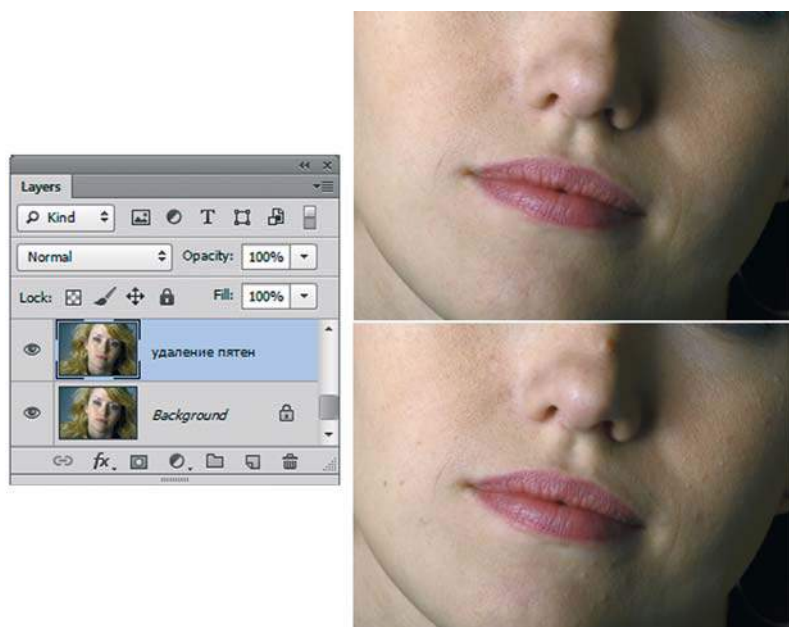 Layers
Kind T
Normal Opacity: 100%
Lock: Fill: 100%
удаление пятен
Background
fx.